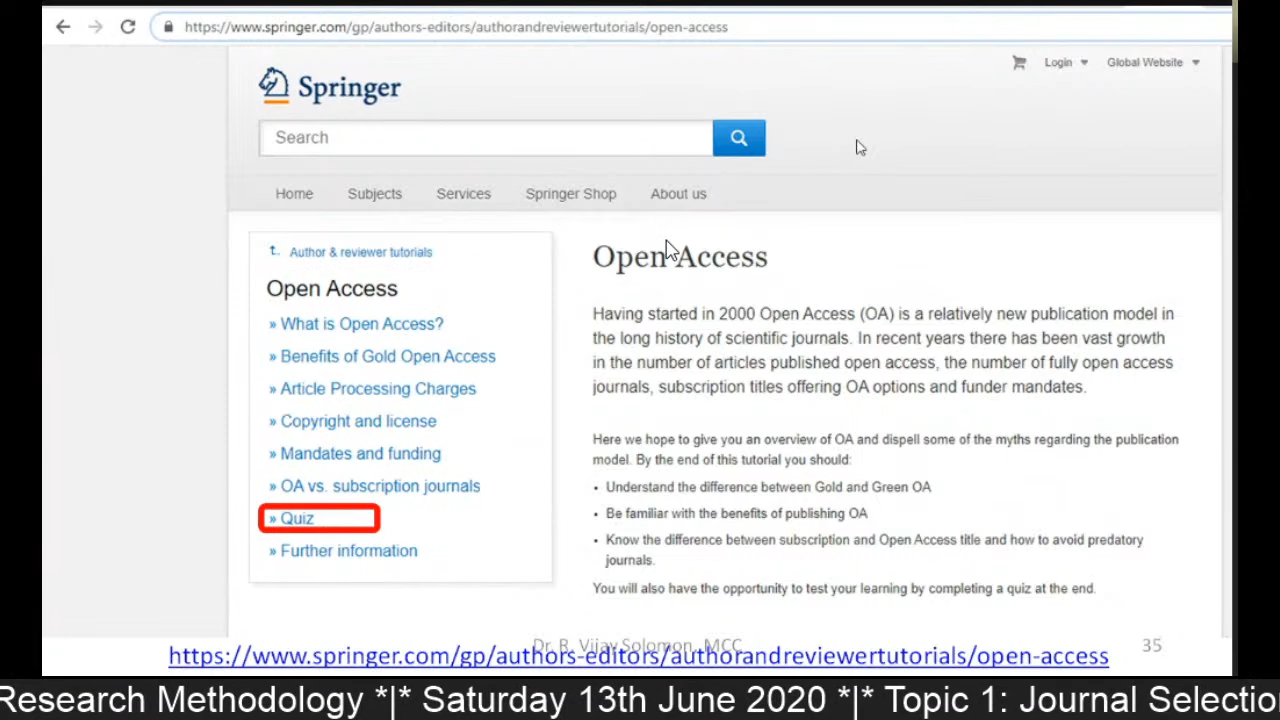 https://www.springer.com/gp/authors-editors/authorandreviewertutorials/open-access
Login
Global Website
Springer
Search
Home Subjects Services Springer Shop About us
Author & reviewer tutorials
Open Access
» What is Open Access?
» Benefits of Gold Open Access
» Article Processing Charges
» Copyright and license
» Mandates and funding
» OA vs. subscription journals
» Quiz
» Further information
Open Access
Having started in 2000 Open Access (OA) is a relatively new publication model in
the long history of scientific journals. In recent years there has been vast growth
in the number of articles published open access, the number of fully open access
journals, subscription titles offering OA options and funder mandates.
Here we hope to give you an overview of OA and dispell some of the myths regarding the publication
model. By the end of this tutorial you should:
• Understand the difference between Gold and Green OA
• Be familiar with the benefits of publishing OA
• Know the difference between subscription and Open Access title and how to avoid predatory
journals.
You will also have the opportunity to test your learning by completing a quiz at the end.
Dr. R. Vijay Solomon, MCC
35
https://www.springer.com/gp/authors-editors/authorandreviewertutorials/open-access
Research Methodology *|* Saturday 13th June 2020 *|* Topic 1: Journal Selectio